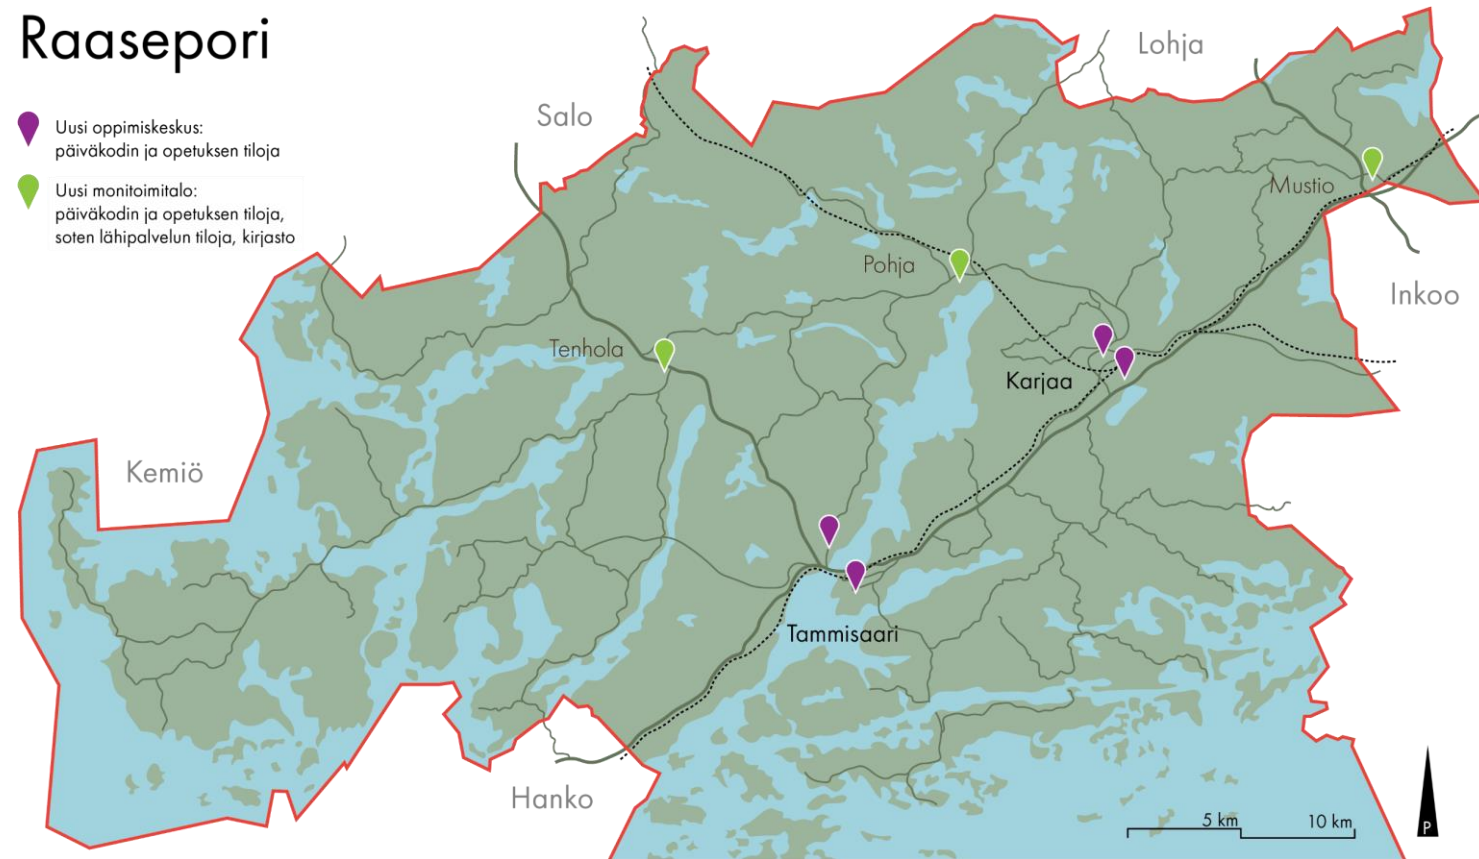 Raasepori
Uusi oppimiskeskus:
päiväkodin ja opetuksen tiloja
Uusi monitoimitalo:
päiväkodin ja opetuksen tiloja,
soten lähipalvelun tiloja, kirjasto
Lohja
Salo
Mustio
Pohja
Inkoo
Tenhola
Karjaa
Kemiö
Tammisaari
Hanko
5 km
10 km
P